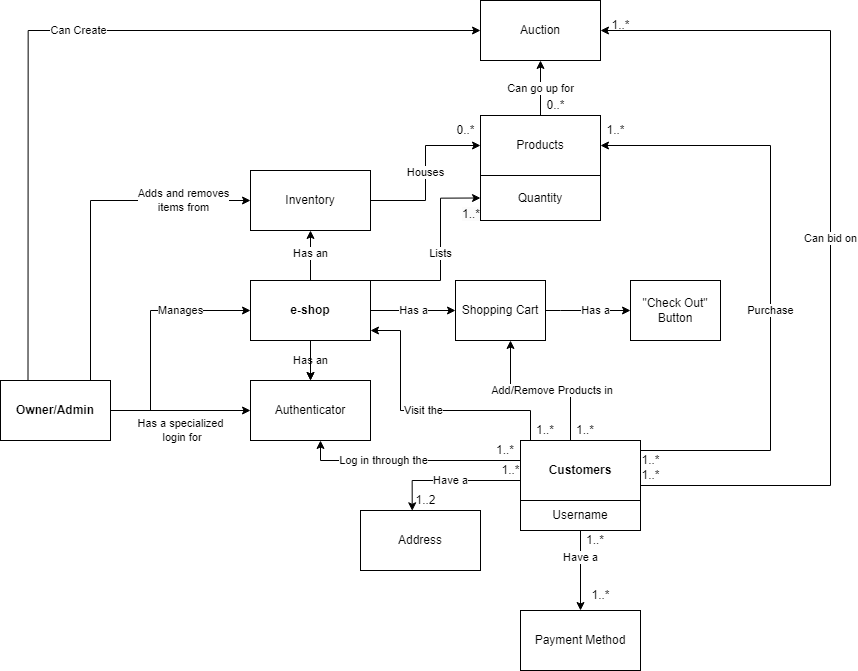 Auction
1..*
Can Create
Can go up for
0..*
0..*
1..*
Products
Houses
Adds and removes
items from
Inventory
Quantity
1..*
Can bid on
Has an
Lists
Manages
e-shop
Has a
Shopping Cart
Has a
"Check Out"
Button
Purchase
Has an
Owner/Admin
Has a specialized
login for
Authenticator
Add/Remove Products in
Visit the
1..*
1..*
Log in through the
1..*
1..*
1..*
1..*
Customers
Have a
1..2
Username
Address
1..*
Have a
1..*
Payment Method